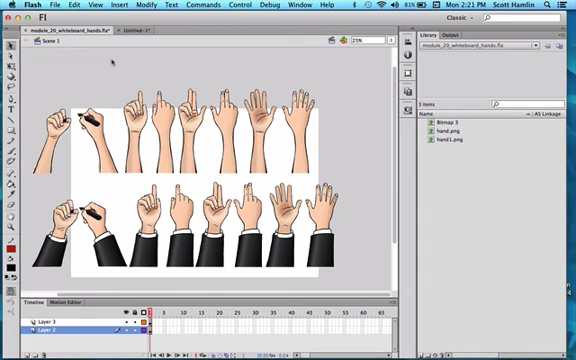 Flash File Edit View Insert Modify Text Commands Control Debug Window Help 81% Mon 2:21 PM Scott Hamlin
Fl Classic
module_20_whiteboard_hands.fla* Untitled-1* Library Output
Scene 1 25% module_20_whiteboard_hands.fla
3 items
Name AS Linkage
Bitmap 3
hand.png
hand1.png
Timeline Motion Editor
1 5 10 15 20 25 30 35 40 45 50 55 60 65
Layer 3
Layer 2